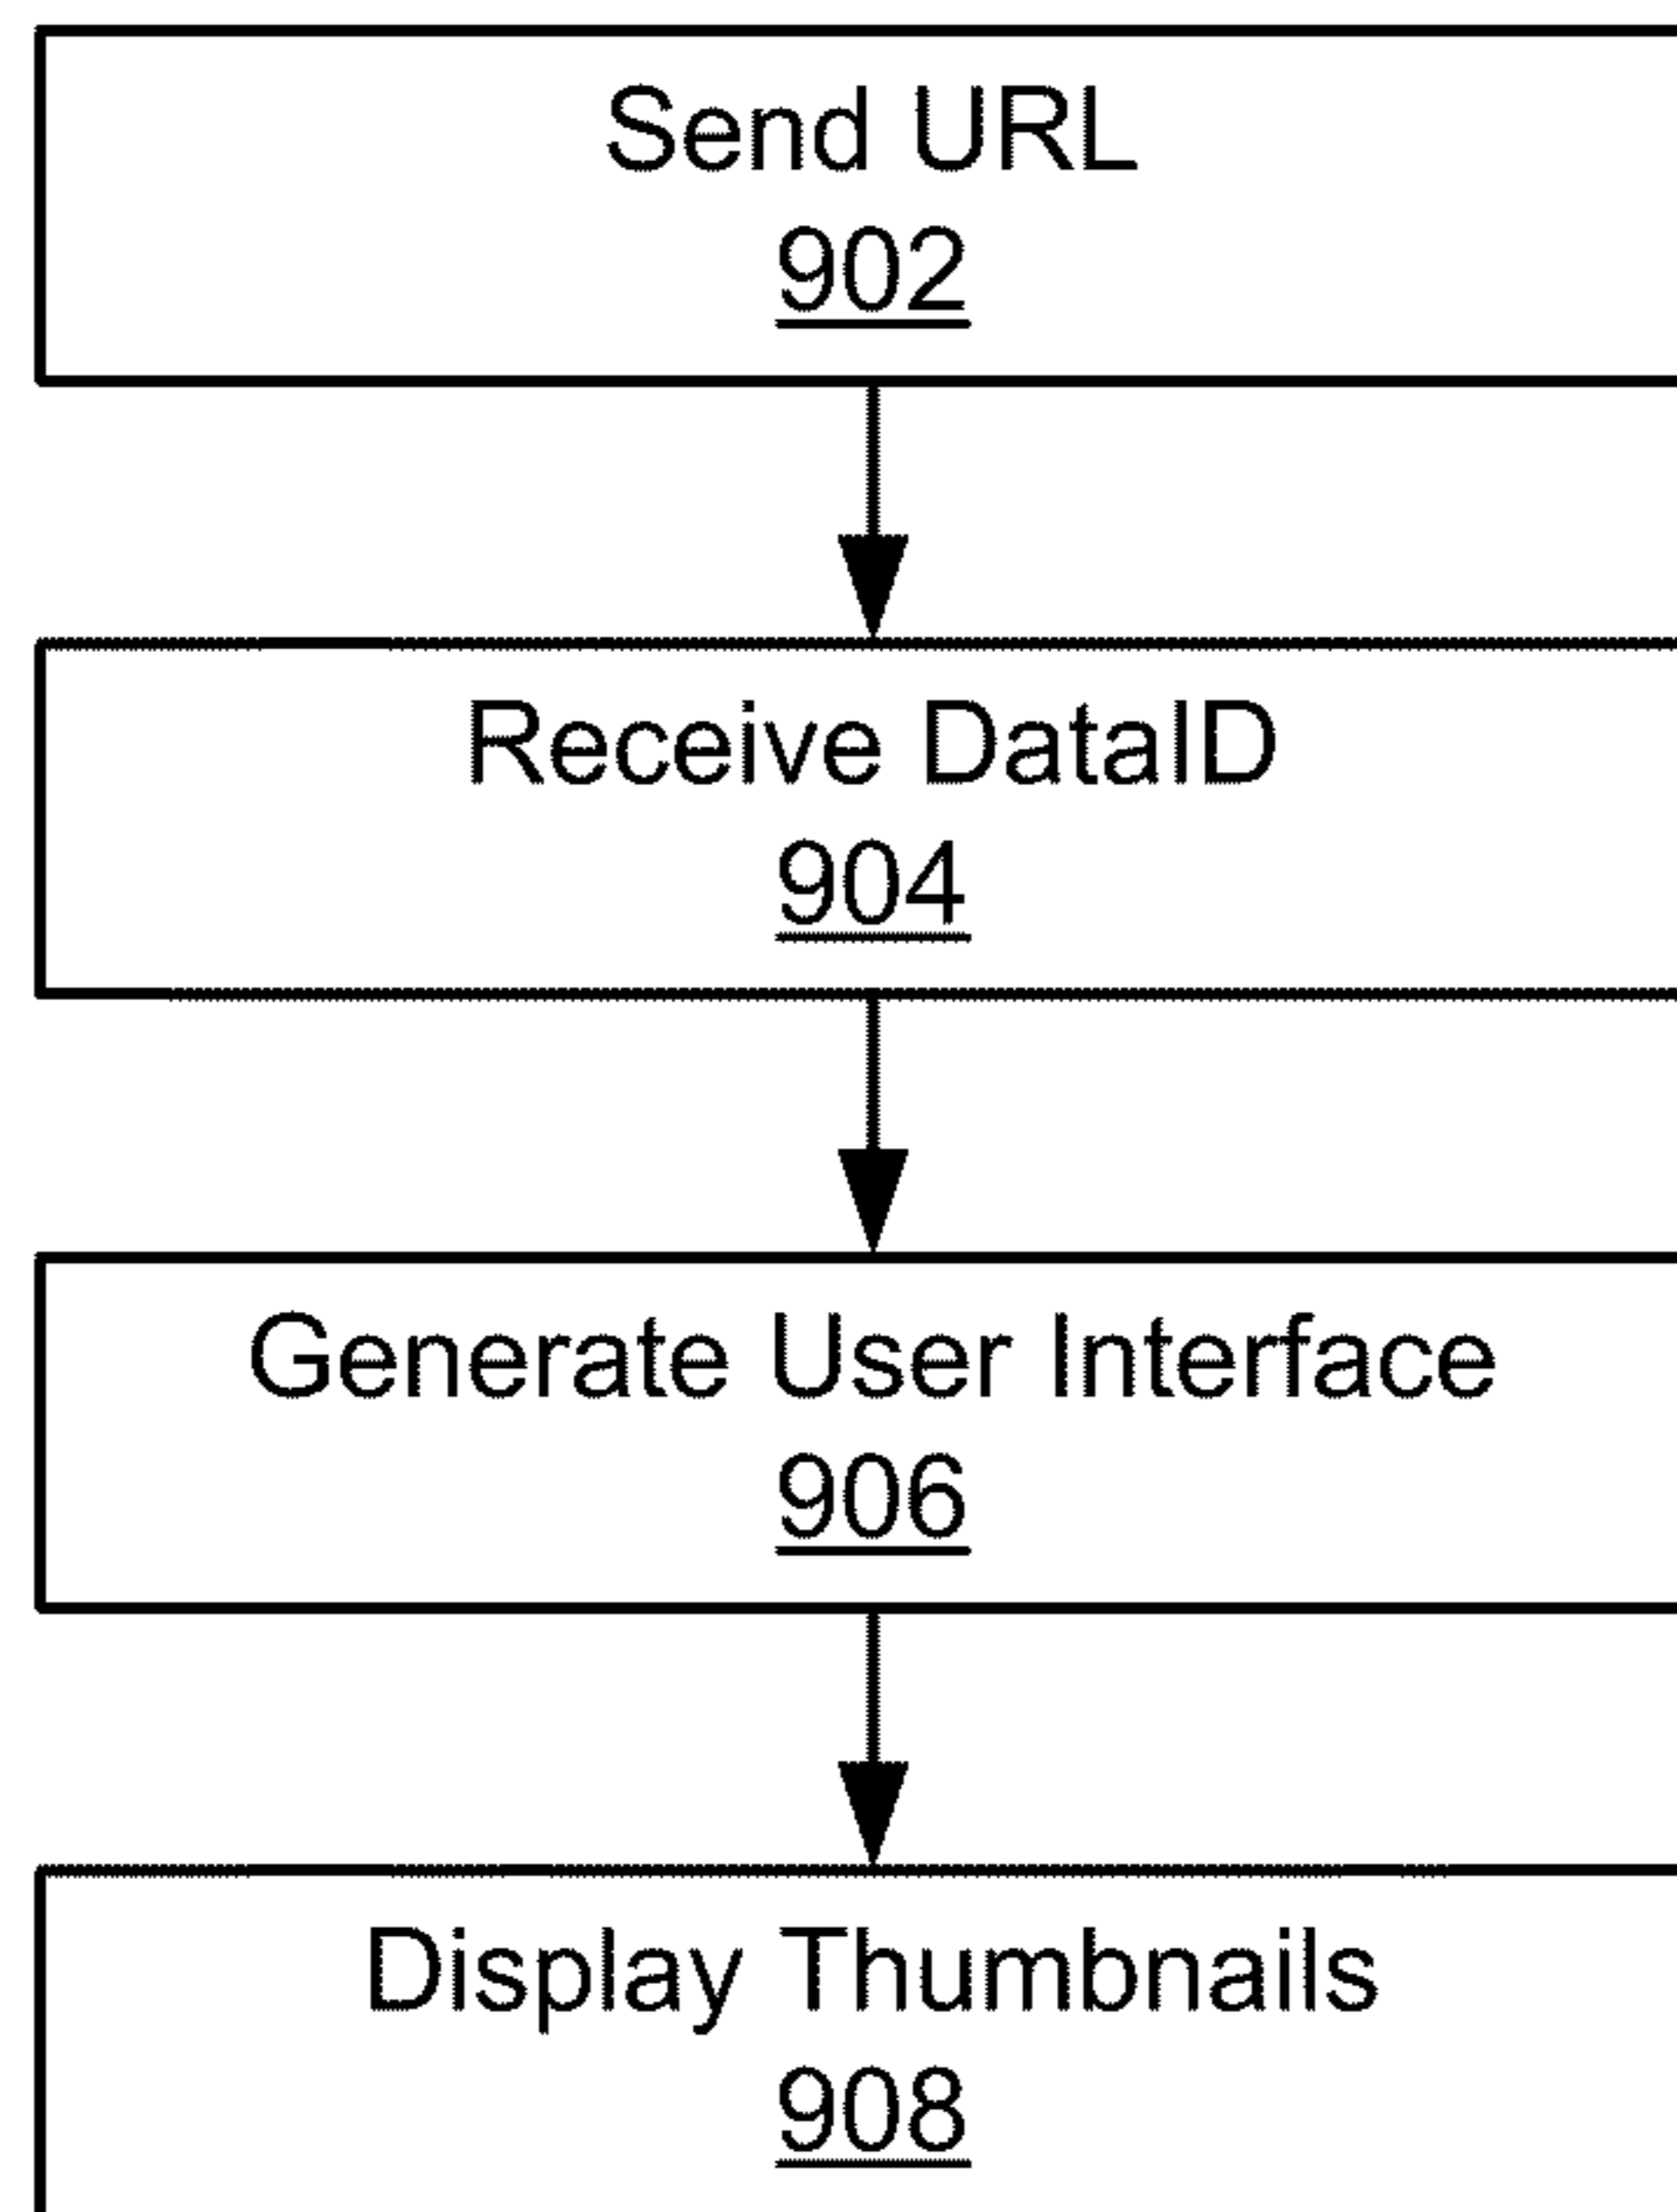 Send URL
902
Receive DataID
904
Generate User Interface
906
Display Thumbnails
908